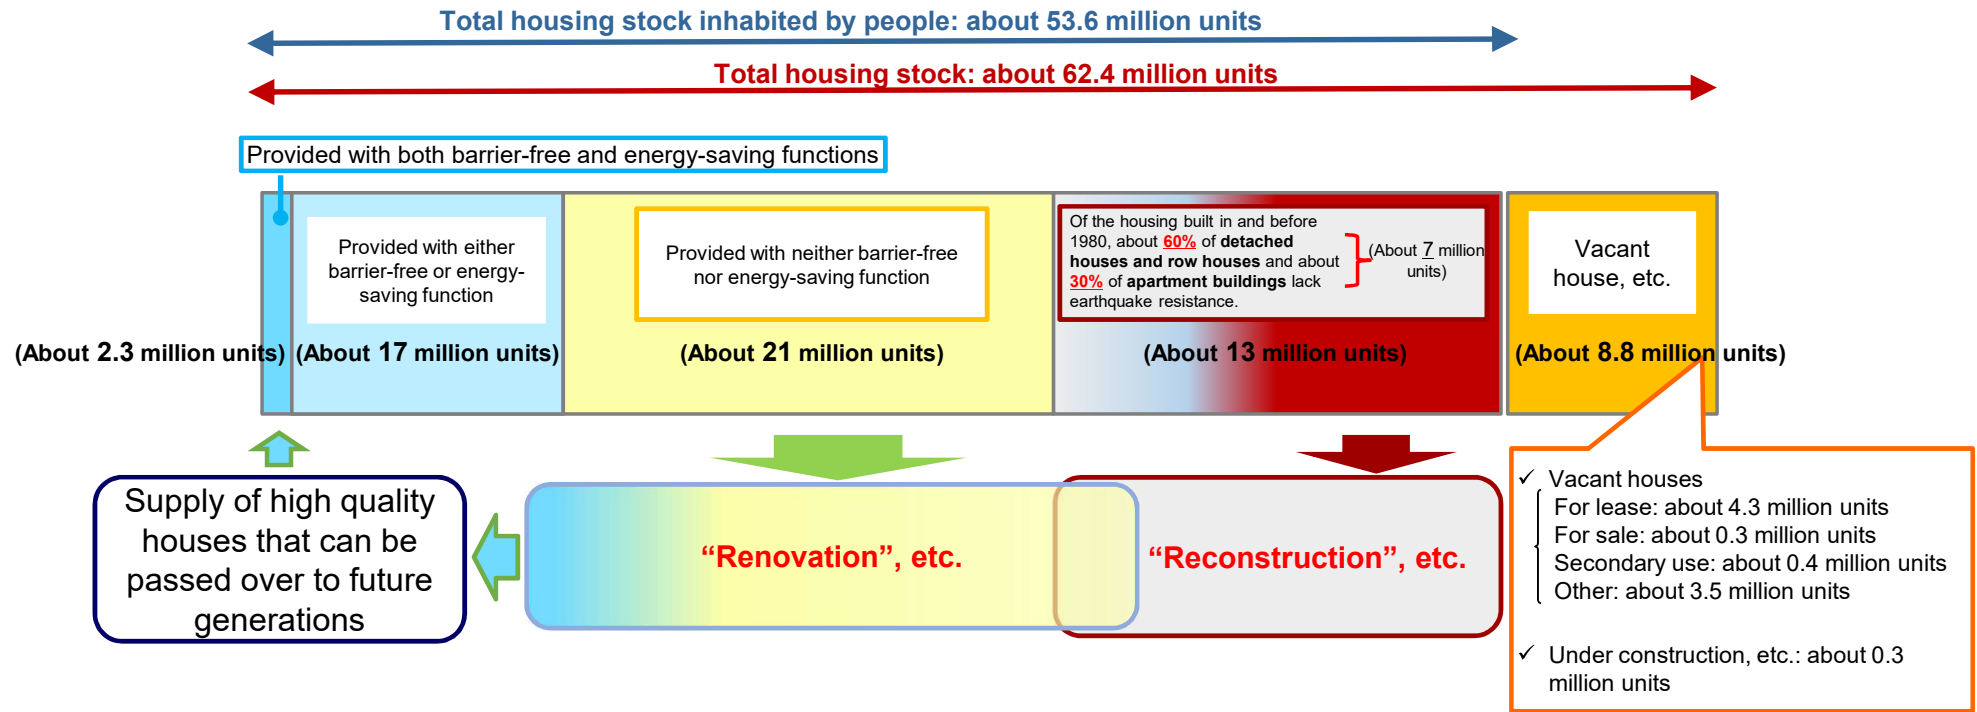 Total housing stock inhabited by people: about 53.6 million units
Total housing stock: about 62.4 million units
Provided with both barrier-free and energy-saving functions
Provided with either
barrier-free or energy-
saving function
Provided with neither barrier-free
nor energy-saving function
Of the housing built in and before
1980, about 60% of detached
houses and row houses and about
30% of apartment buildings lack
earthquake resistance.
(About 7 million
units)
Vacant
house, etc.
(About 2.3 million units)
(About 17 million units)
(About 21 million units)
(About 13 million units)
(About 8.8 million units)
Supply of high quality
houses that can be
passed over to future
generations
“Renovation”, etc.
“Reconstruction”, etc.
✓ Vacant houses
For lease: about 4.3 million units
For sale: about 0.3 million units
Secondary use: about 0.4 million units
Other: about 3.5 million units
✓ Under construction, etc.: about 0.3
million units